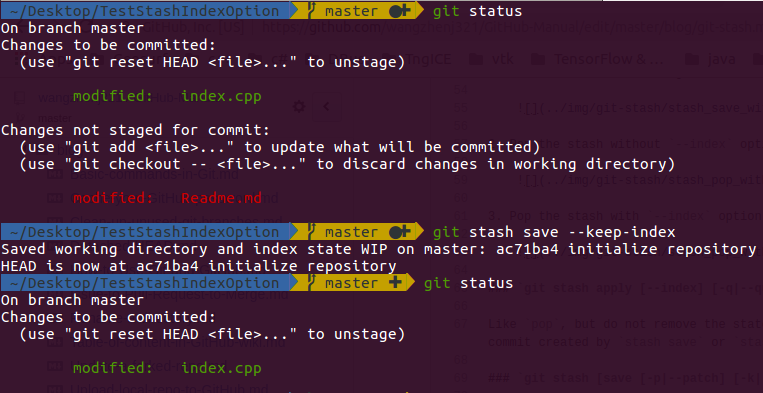 ~/Desktop/TestStashIndexOption master git status
On branch master
Changes to be committed:
(use "git reset HEAD <file>..." to unstage)
modified: index.cpp
Changes not staged for commit:
(use "git add <file>..." to update what will be committed)
(use "git checkout -- <file>..." to discard changes in working directory)
modified: Readme.md
~/Desktop/TestStashIndexOption master git stash save --keep-index
Saved working directory and index state WIP on master: ac71ba4 initialize repository
HEAD is now at ac71ba4 initialize repository
~/Desktop/TestStashIndexOption master git status
On branch master
Changes to be committed:
(use "git reset HEAD <file>..." to unstage)
modified: index.cpp